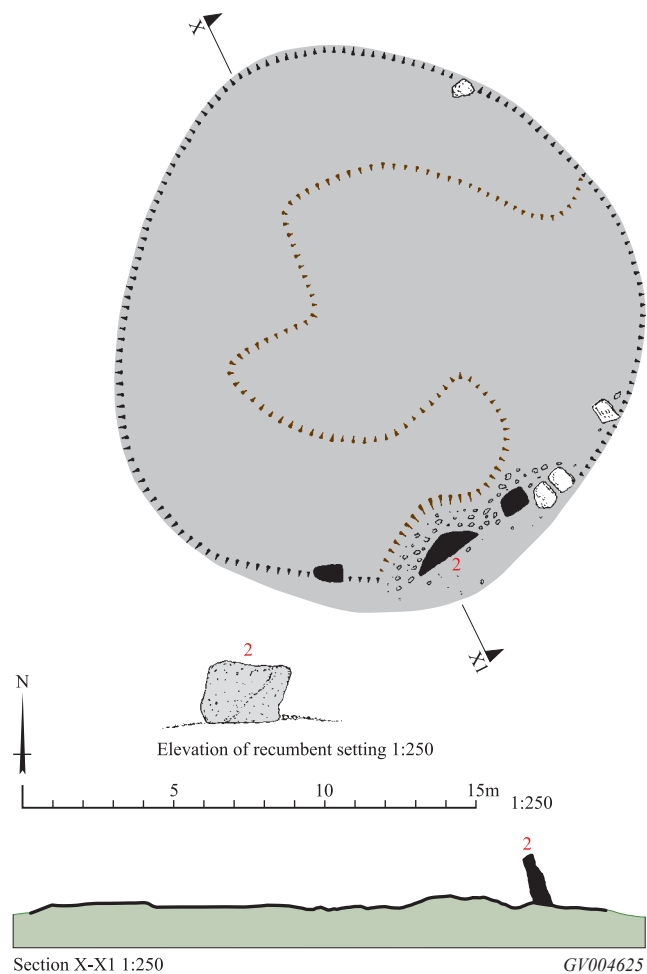 X
2
X1
2
Elevation of recumbent setting 1:250
N
5 10 15m 1:250
2
Section X-X1 1:250 GV004625